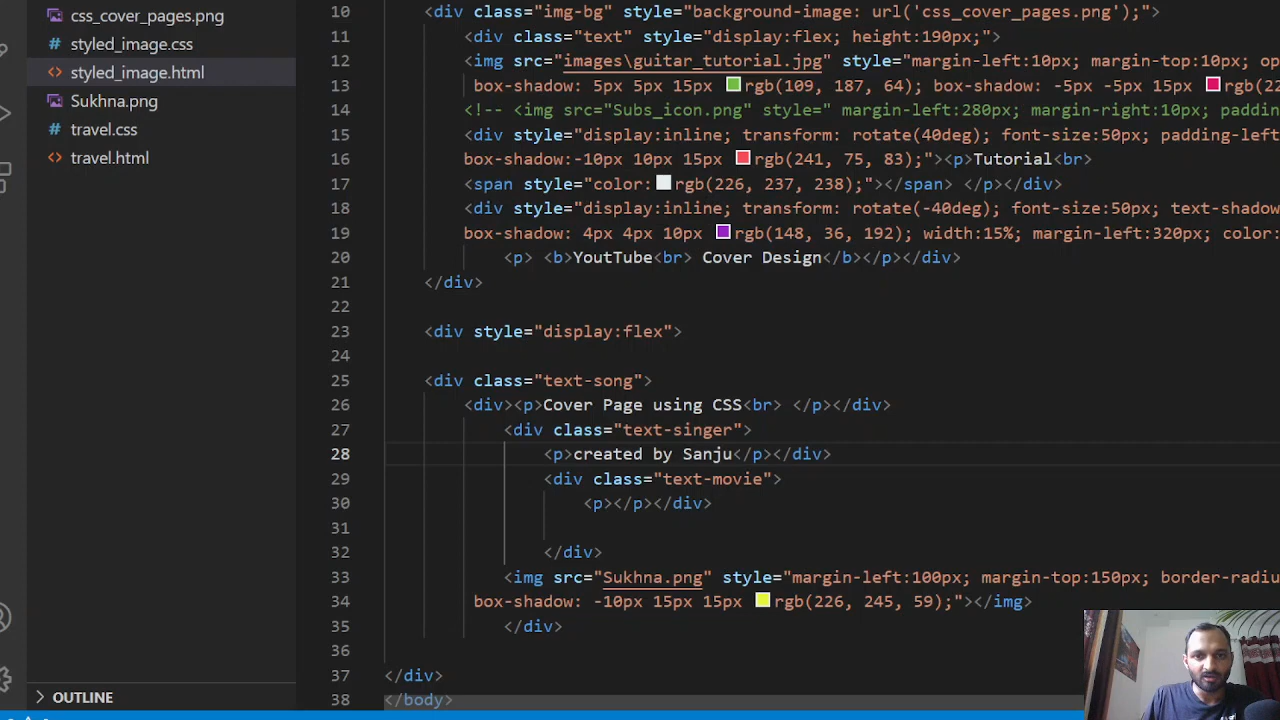 css_cover_pages.png
styled_image.css
styled_image.html
Sukhna.png
travel.css
travel.html
OUTLINE
10 <div class="img-bg" style="background-image: url('css_cover_pages.png');">
11 <div class="text" style="display:flex; height:190px;">
12 <img src="images\guitar_tutorial.jpg" style="margin-left:10px; margin-top:10px; op
13 box-shadow: 5px 5px 15px rgb(109, 187, 64); box-shadow: -5px -5px 15px rgb(22
14 <!-- <img src="Subs_icon.png" style=" margin-left:280px; margin-right:10px; paddin
15 <div style="display:inline; transform: rotate(40deg); font-size:50px; padding-left
16 box-shadow:-10px 10px 15px rgb(241, 75, 83);"><p>Tutorial<br>
17 <span style="color: rgb(226, 237, 238);"></span> </p></div>
18 <div style="display:inline; transform: rotate(-40deg); font-size:50px; text-shadow
19 box-shadow: 4px 4px 10px rgb(148, 36, 192); width:15%; margin-left:320px; color:
20 <p> <b>YoutTube<br> Cover Design</b></p></div>
21 </div>
22
23 <div style="display:flex">
24
25 <div class="text-song">
26 <div><p>Cover Page using CSS<br> </p></div>
27 <div class="text-singer">
28 <p>created by Sanju</p></div>
29 <div class="text-movie">
30 <p></p></div>
31
32 </div>
33 <img src="Sukhna.png" style="margin-left:100px; margin-top:150px; border-radiu
34 box-shadow: -10px 15px 15px rgb(226, 245, 59);"></img>
35 </div>
36
37 </div>
38 </body>